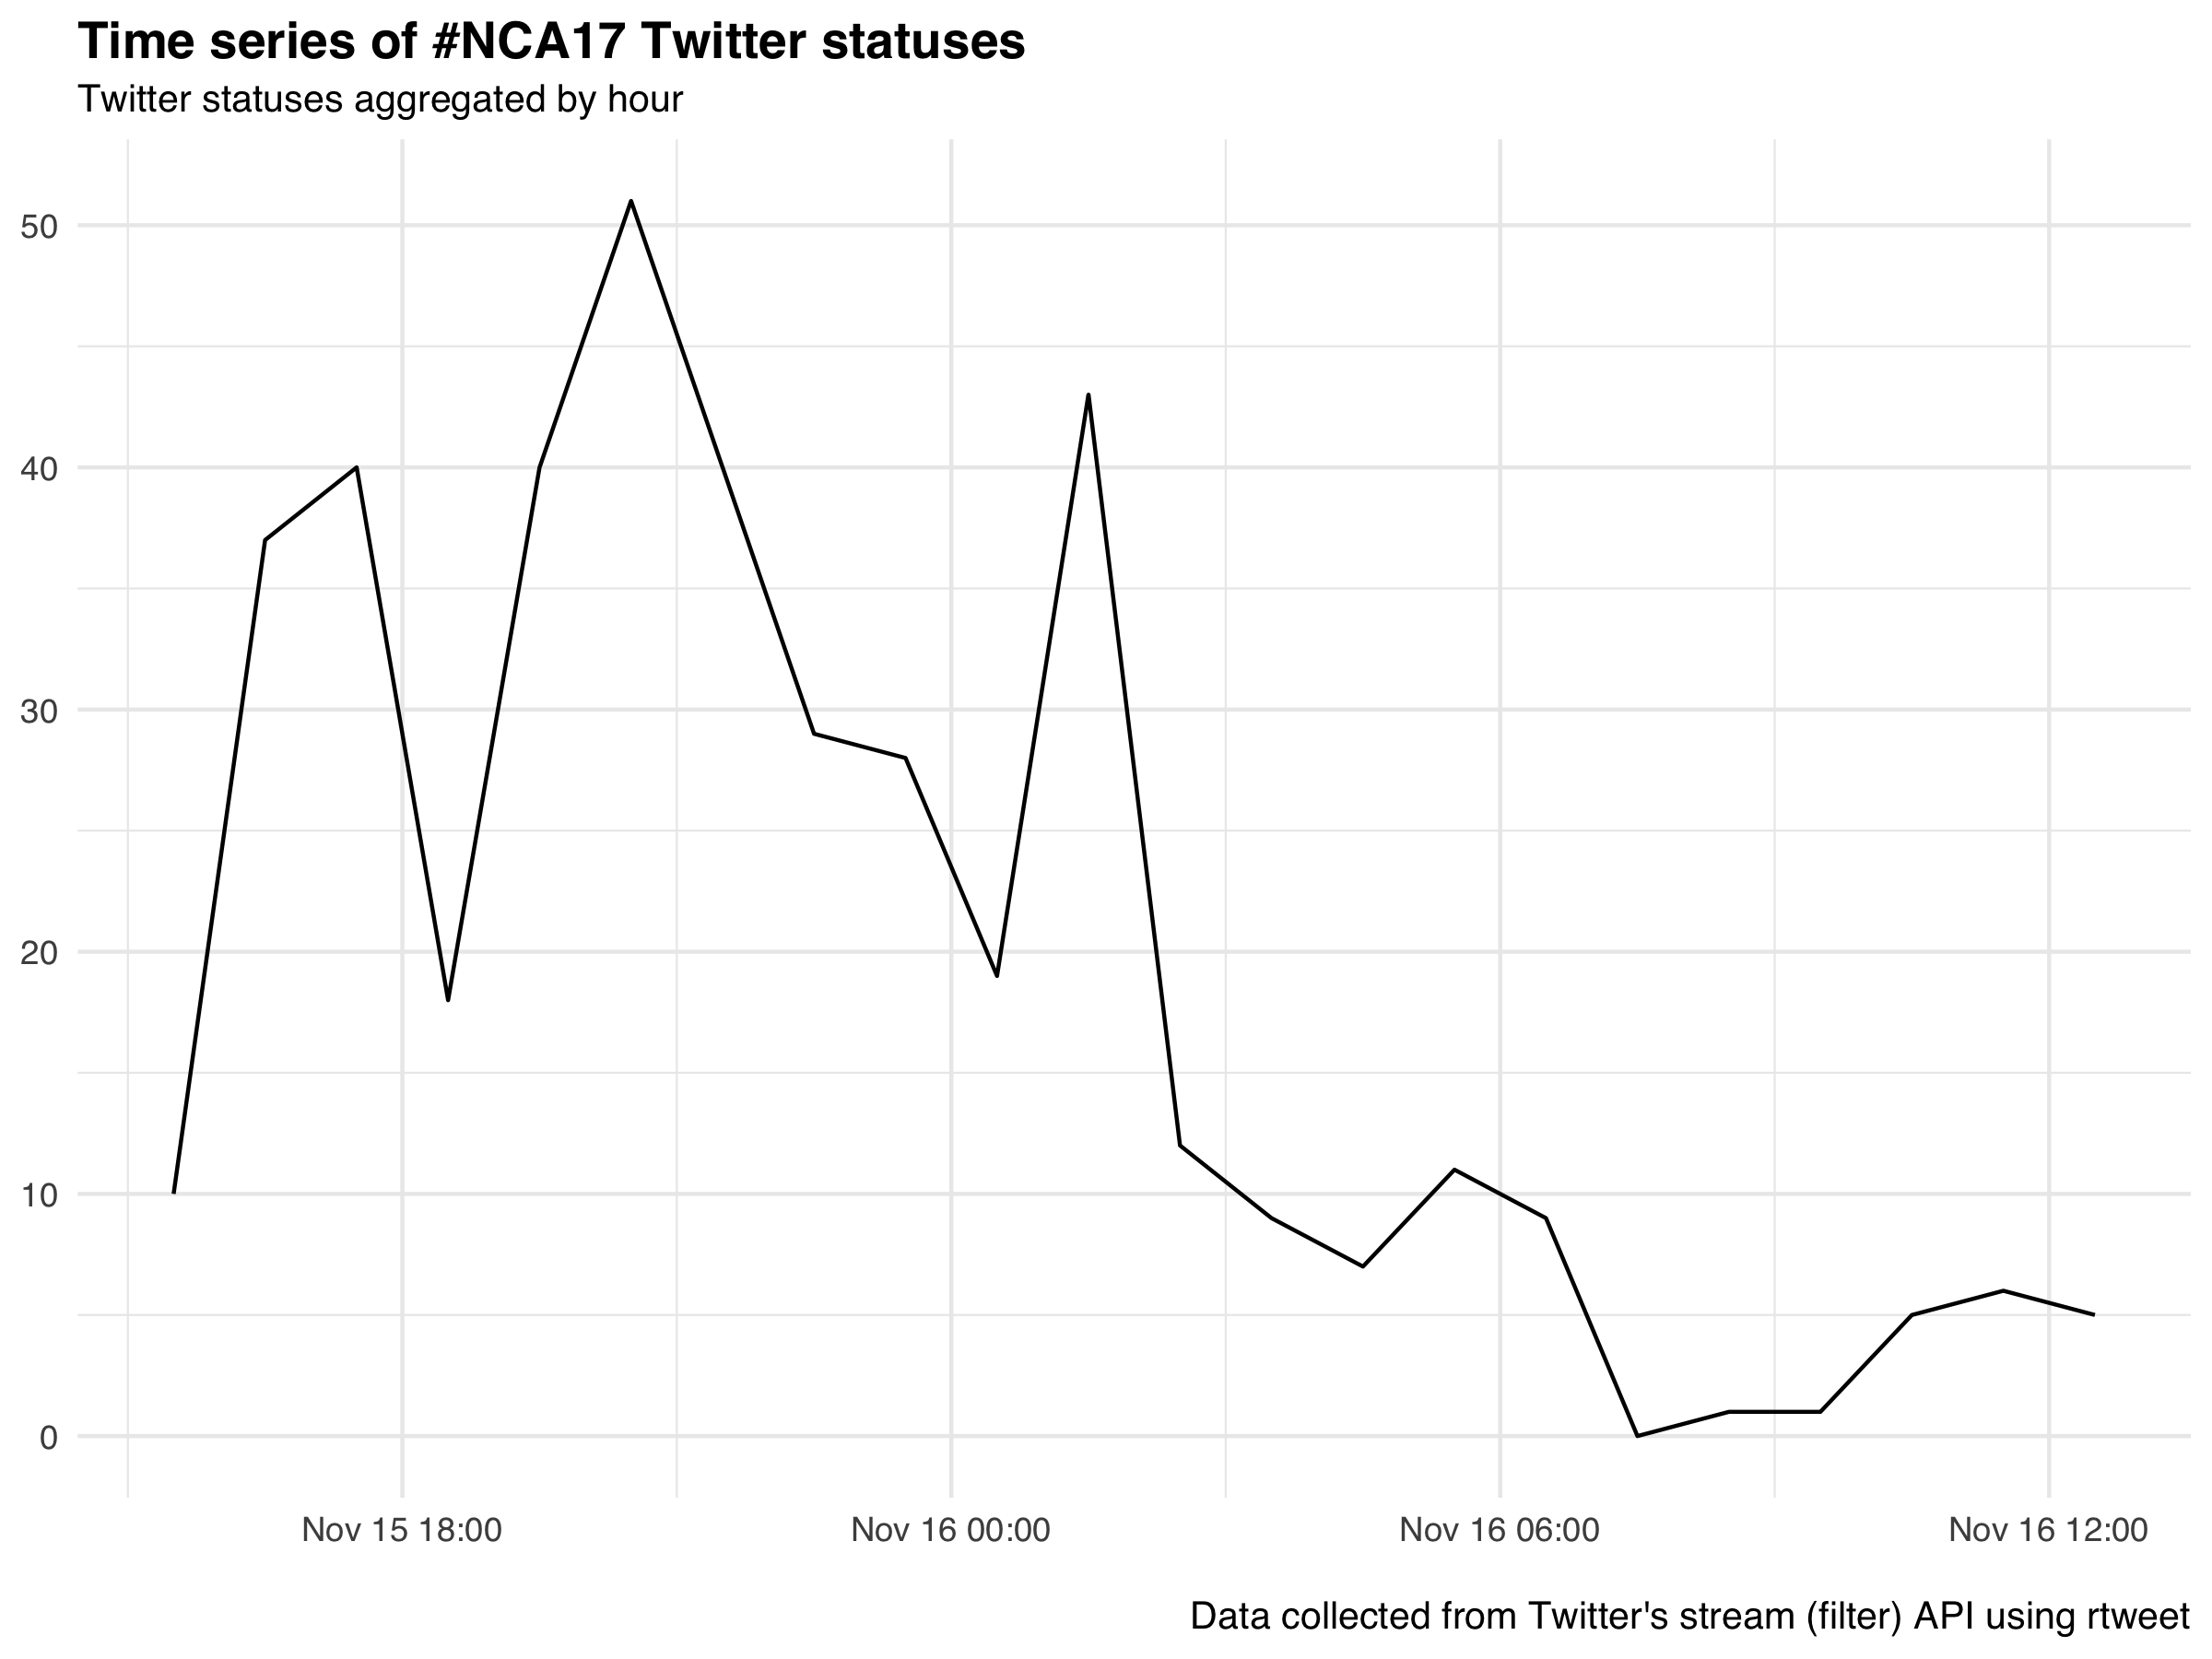 Time series of #NCA17 Twitter statuses
Twitter statuses aggregated by hour
50
40
30
20
10
0
Nov 15 18:00 Nov 16 00:00 Nov 16 06:00 Nov 16 12:00
Data collected from Twitter's stream (filter) API using rtweet